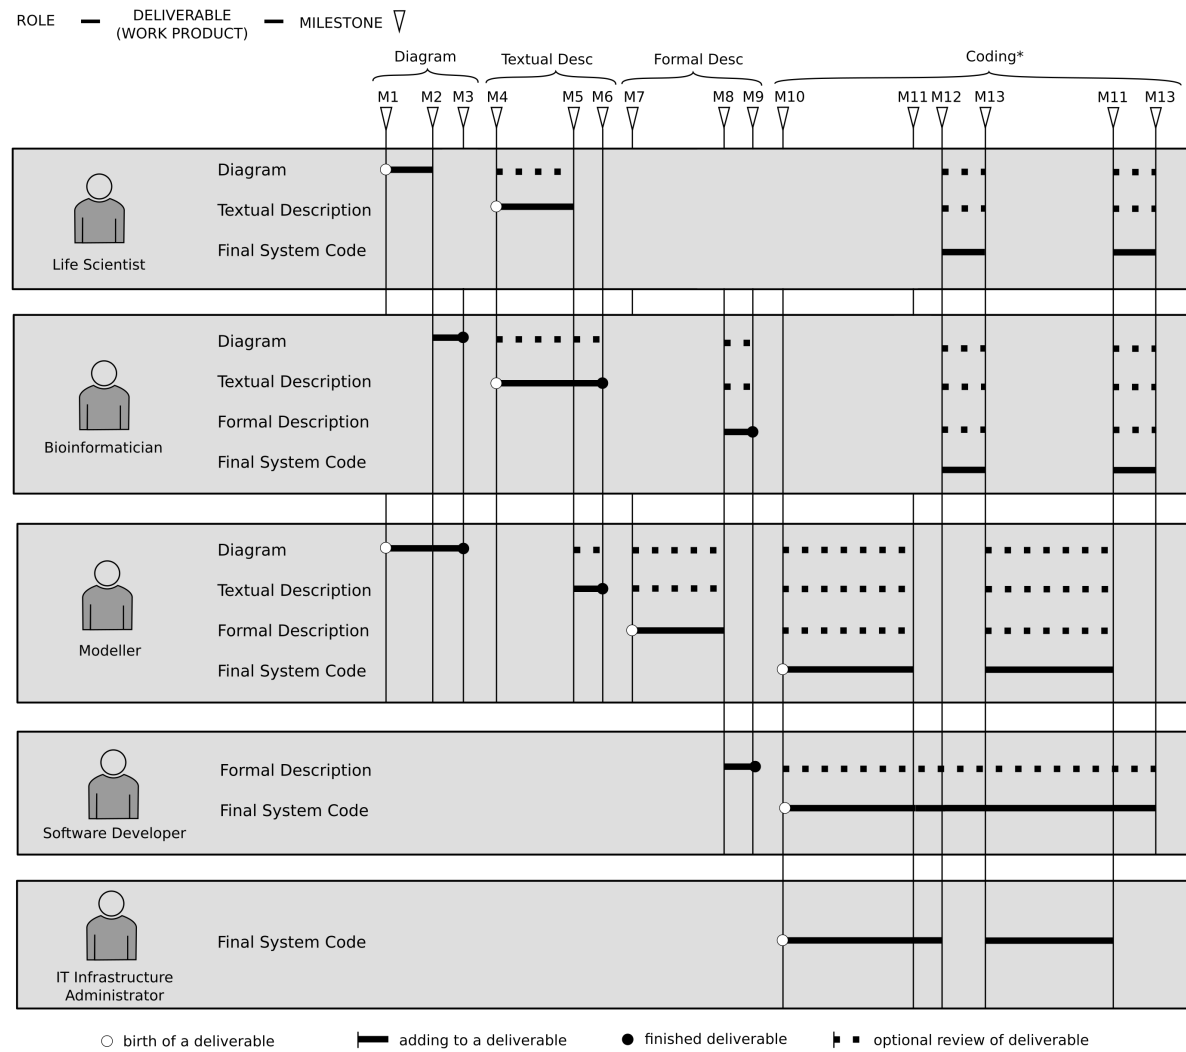 ROLE
DELIVERABLE
(WORK PRODUCT)
MILESTONE
Diagram
Textual Desc
Formal Desc
Coding*
M1 M2 M3 M4 M5 M6 M7 M8 M9 M10 M11 M12 M13 M11 M13
Diagram
Textual Description
Final System Code
Life Scientist
Diagram
Textual Description
Formal Description
Final System Code
Bioinformatician
Diagram
Textual Description
Formal Description
Final System Code
Modeller
Formal Description
Final System Code
Software Developer
Final System Code
IT Infrastructure
Administrator
birth of a deliverable
adding to a deliverable
finished deliverable
optional review of deliverable